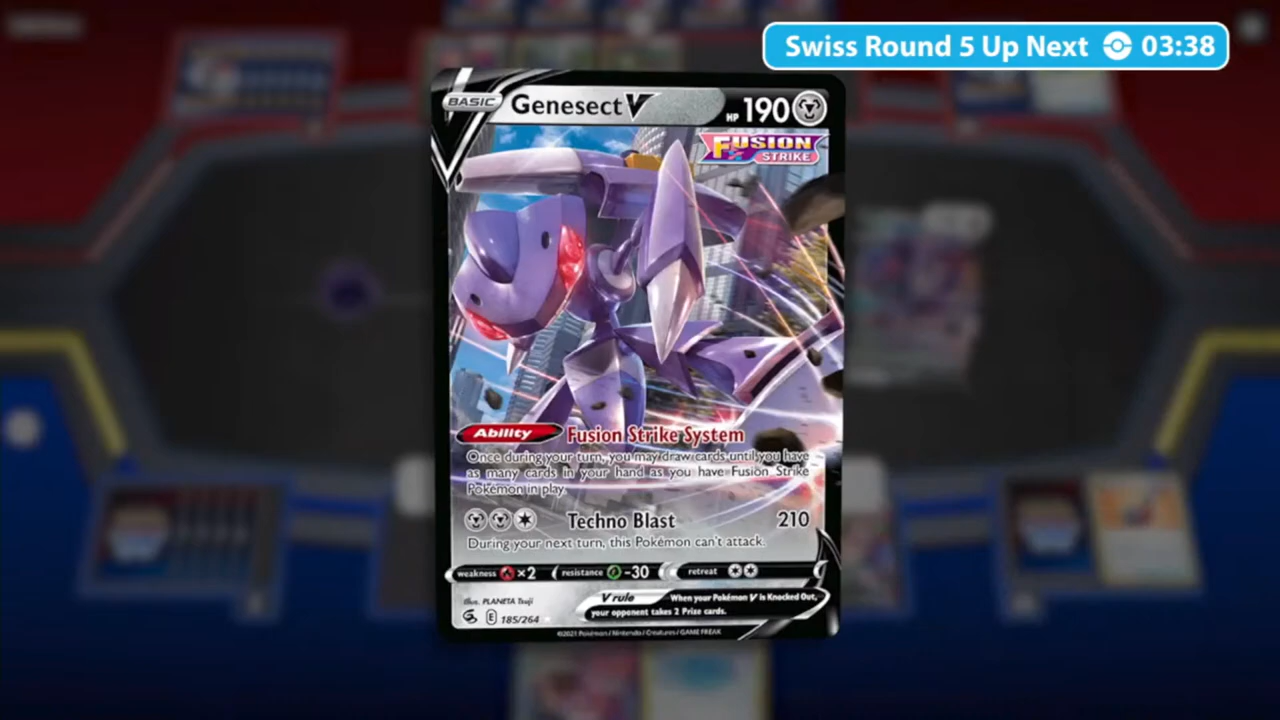 Swiss Round 5 Up Next 03:38
BASIC Genesect V HP 190
FUSION
STRIKE
Ability Fusion Strike System
Once during your turn, you may draw cards until you have
as many cards in your hand as you have Fusion Strike
Pokémon in play.
Techno Blast 210
During your next turn, this Pokémon can't attack.
weakness ×2 resistance -30 retreat
Illus. PLANETA Tsuji
V rule When your Pokémon V is Knocked Out,
your opponent takes 2 Prize cards.
E 185/264
©2021 Pokémon / Nintendo / Creatures / GAME FREAK